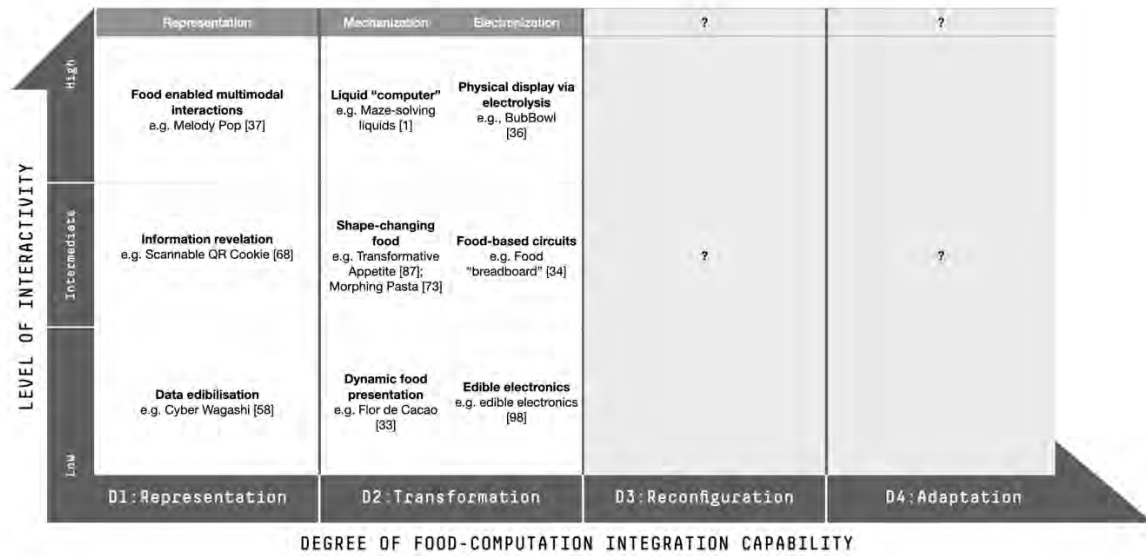 Representation
Mechanization
Electronization
?
?
LEVEL OF INTERACTIVITY
High
Food enabled multimodal
interactions
e.g. Melody Pop [37]
Liquid "computer"
e.g. Maze-solving
liquids [1]
Physical display via
electrolysis
e.g., BubBowl
[36]
Intermediate
Information revelation
e.g. Scannable QR Cookie [68]
Shape-changing
food
e.g. Transformative
Appetite [87];
Morphing Pasta [73]
Food-based circuits
e.g. Food
"breadboard" [34]
?
?
Low
Data edibilisation
e.g. Cyber Wagashi [58]
Dynamic food
presentation
e.g. Flor de Cacao
[33]
Edible electronics
e.g. edible electronics
[98]
D1:Representation
D2:Transformation
D3:Reconfiguration
D4:Adaptation
DEGREE OF FOOD-COMPUTATION INTEGRATION CAPABILITY